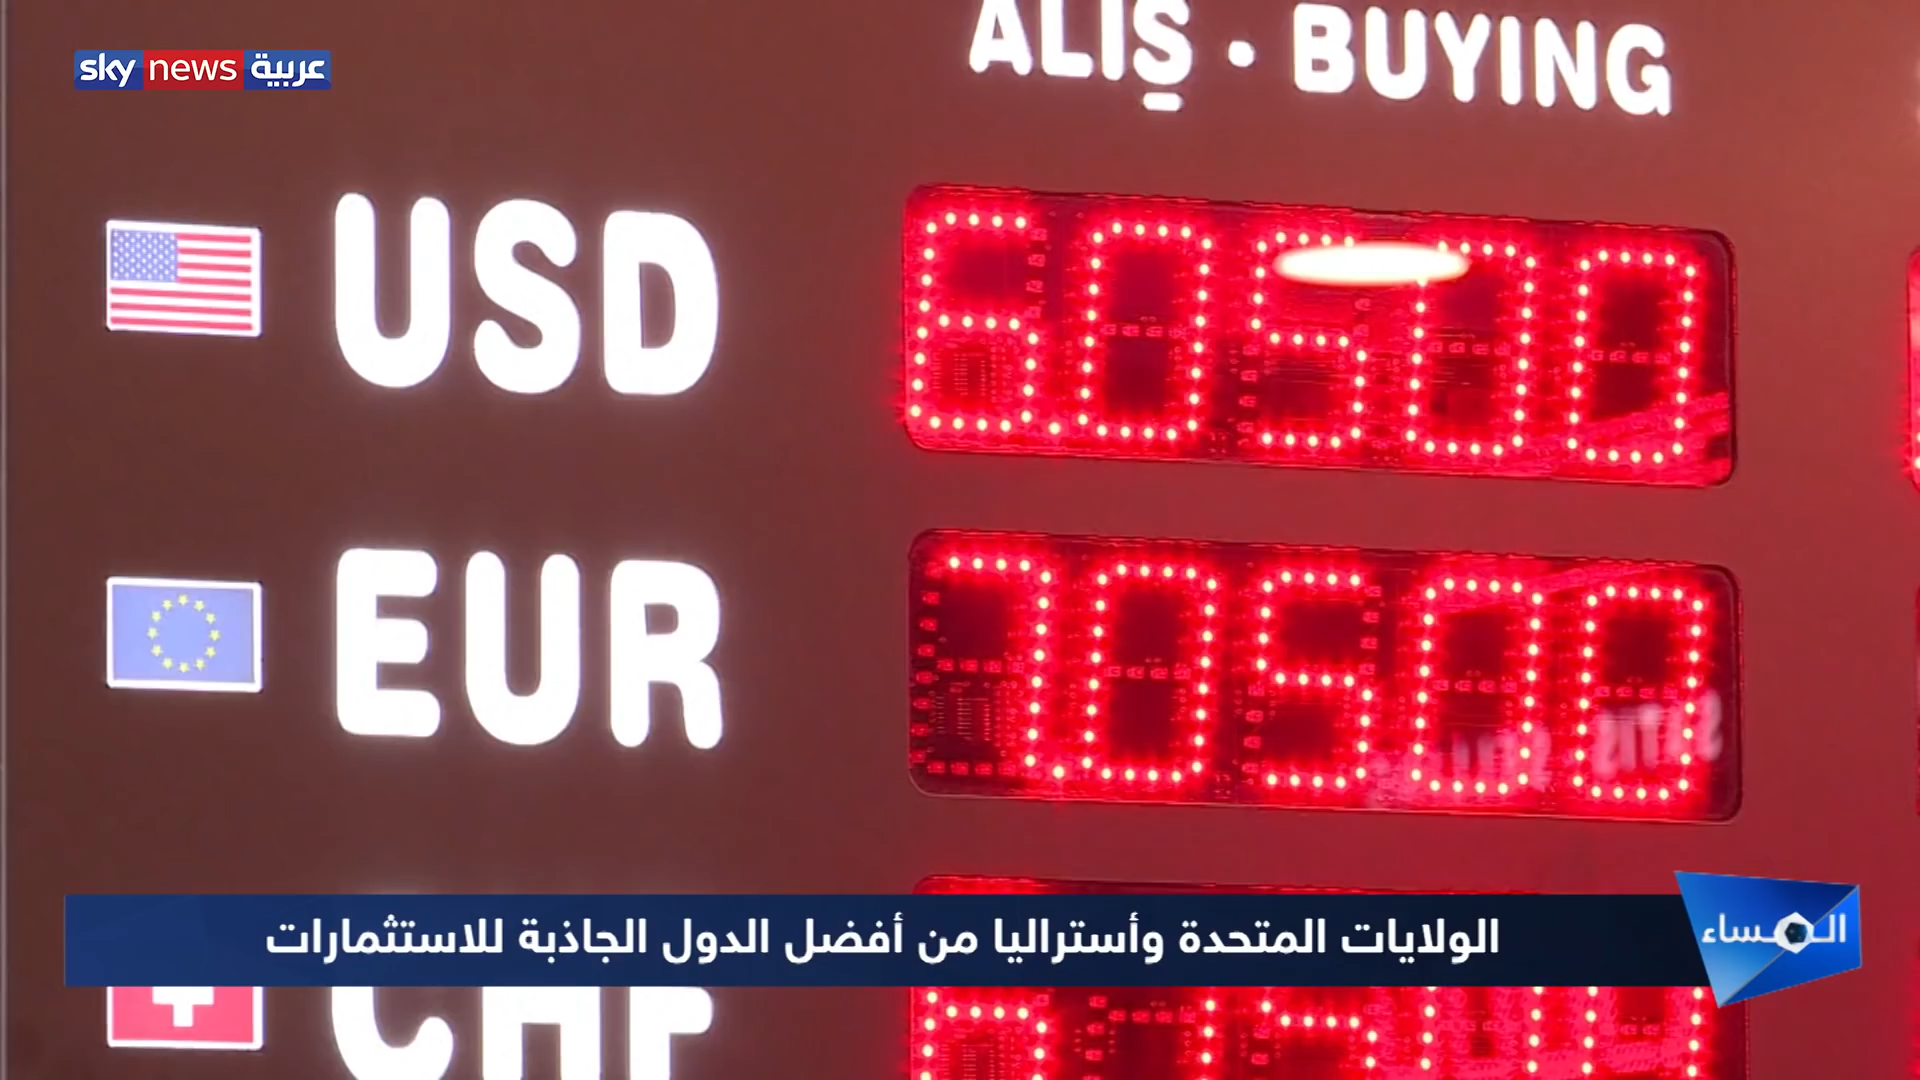 sky news عربية
ALIŞ · BUYING
USD 6.0500
EUR 7.0500
CHF
الولايات المتحدة وأستراليا من أفضل الدول الجاذبة للاستثمارات
المساء